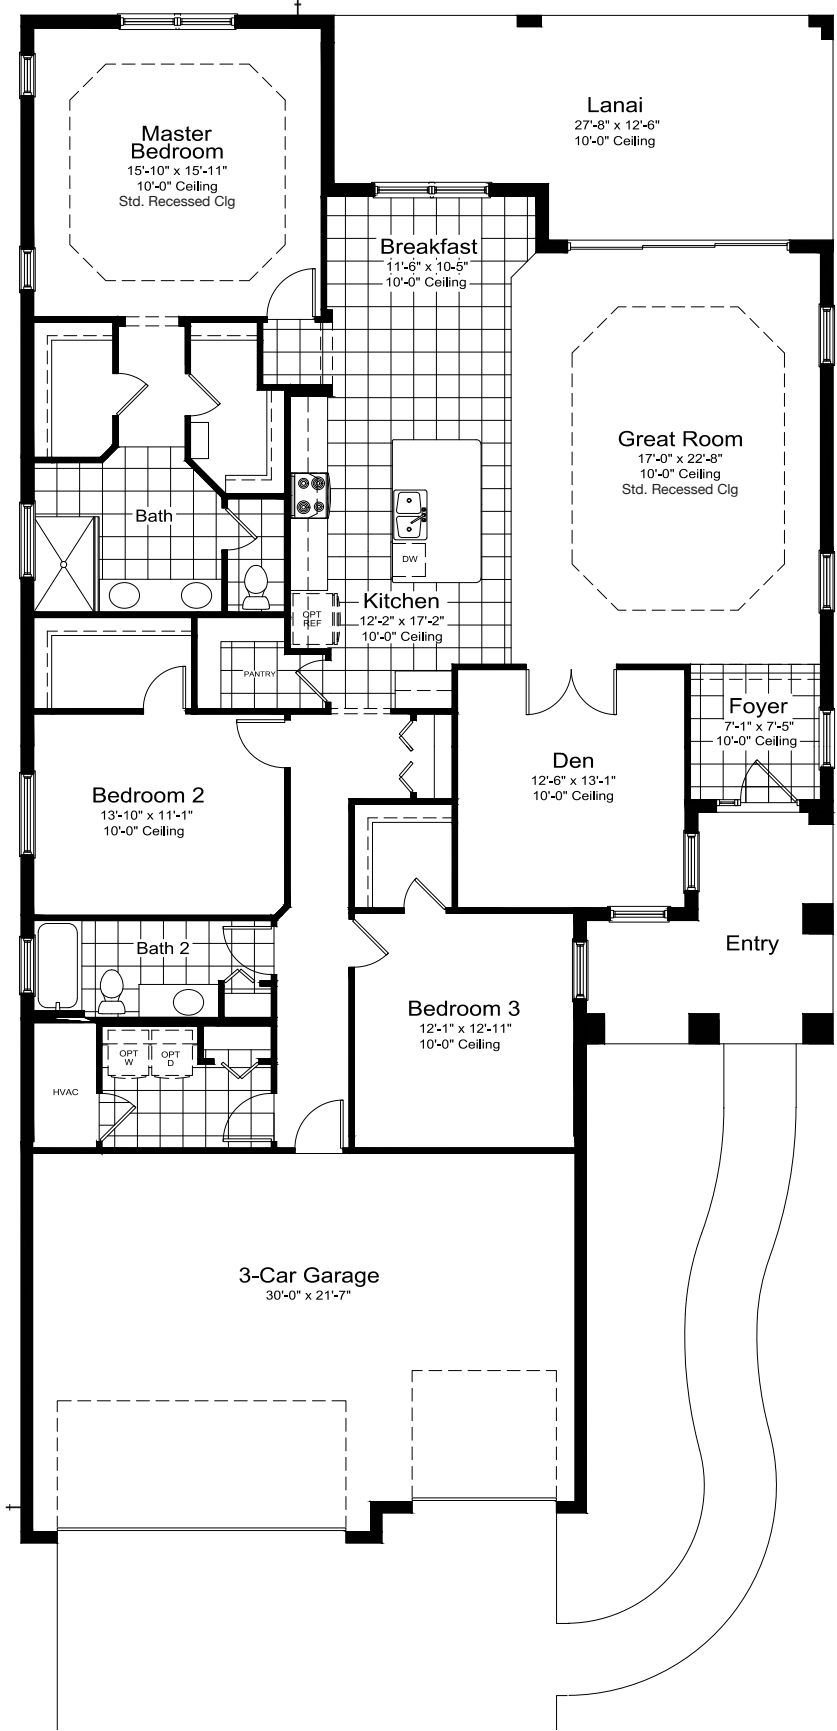 Lanai
27'-8" x 12'-6"
10'-0" Ceiling
Master
Bedroom
15'-10" x 15'-11"
10'-0" Ceiling
Std. Recessed Clg
Breakfast
11'-6" x 10-5"
10'-0" Ceiling
Great Room
17'-0" x 22'-8"
10'-0" Ceiling
Std. Recessed Clg
Bath
DW
Kitchen
12'-2" x 17'-2"
10'-0" Ceiling
OPT
REF
PANTRY
Foyer
7'-1" x 7'-5"
10'-0" Ceiling
Den
12'-6" x 13'-1"
10'-0" Ceiling
Bedroom 2
13'-10" x 11'-1"
10'-0" Ceiling
Bath 2
Entry
Bedroom 3
12'-1" x 12'-11"
10'-0" Ceiling
OPT
W
OPT
D
HVAC
3-Car Garage
30'-0" x 21'-7"